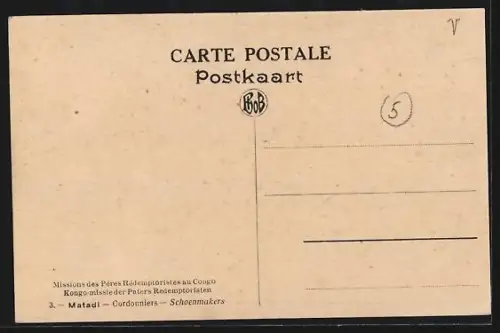 V
CARTE POSTALE
Postkaart
PhoB
5
Missions des Pères Rédemptoristes au Congo
Kongo-missie der Paters Redemptoristen
3. — Matadi — Cordonniers — Schoenmakers